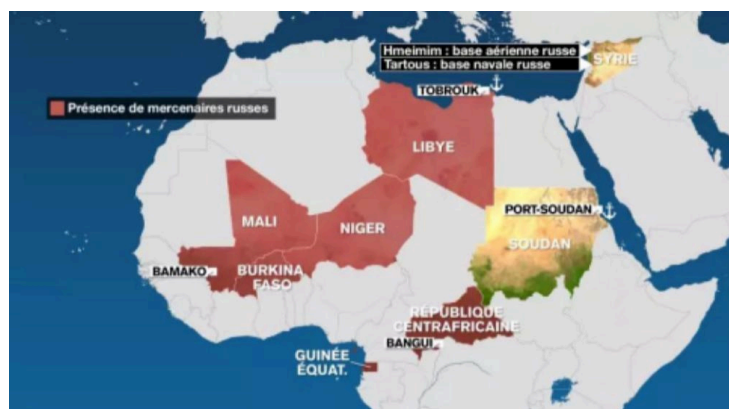 Hmeimim : base aérienne russe
Tartous : base navale russe
SYRIE
TOBROUK
Présence de mercenaires russes
LIBYE
MALI
NIGER
PORT-SOUDAN
SOUDAN
BAMAKO
BURKINA
FASO
RÉPUBLIQUE
CENTRAFRICAINE
BANGUI
GUINÉE
ÉQUAT.